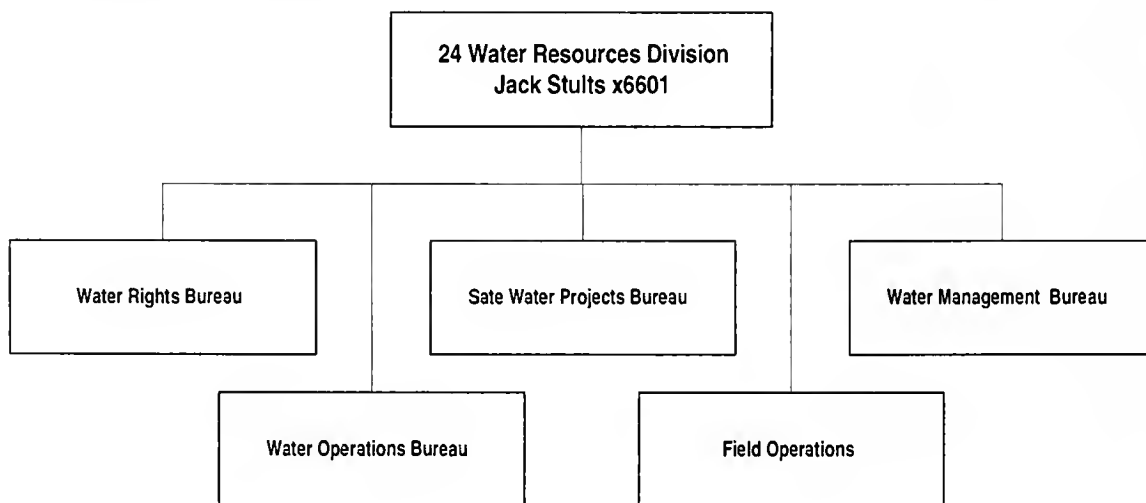 24 Water Resources Division
Jack Stults x6601
Water Rights Bureau
Sate Water Projects Bureau
Water Management Bureau
Water Operations Bureau
Field Operations